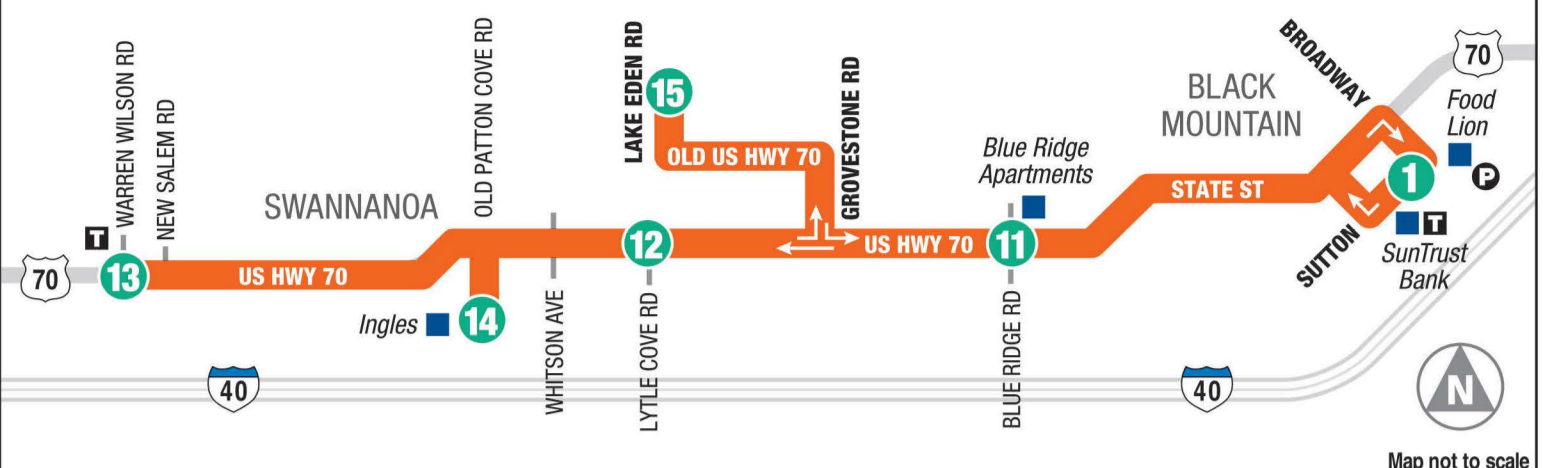 WARREN WILSON RD
NEW SALEM RD
OLD PATTON COVE RD
LAKE EDEN RD
GROVESTONE RD
BROADWAY
70
BLACK
MOUNTAIN
Food
Lion
15
OLD US HWY 70
Blue Ridge
Apartments
P
1
STATE ST
SWANNANOA
T
T
SUTTON
SunTrust
Bank
70
13
US HWY 70
12
US HWY 70
11
Ingles
14
WHITSON AVE
LYTLE COVE RD
BLUE RIDGE RD
40
40
N
Map not to scale